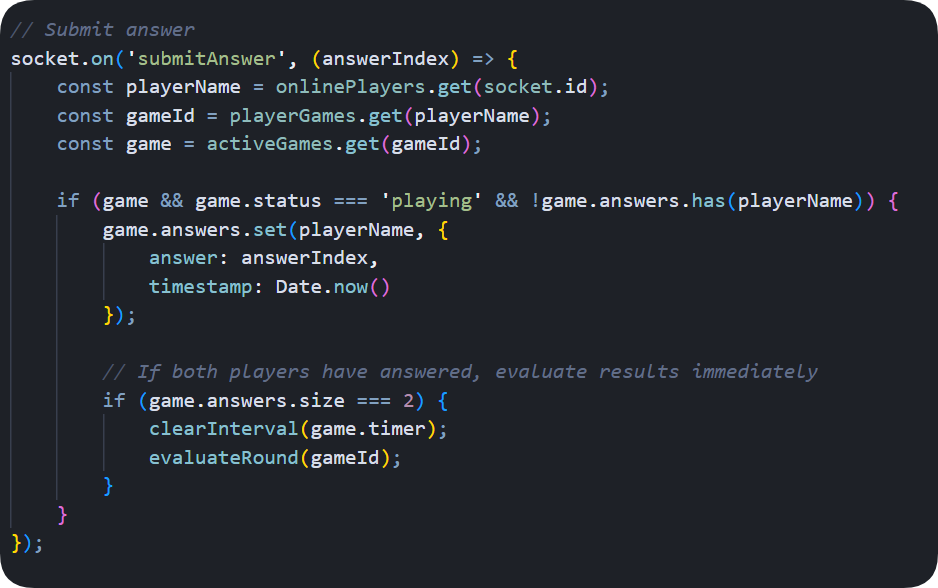 // Submit answer
socket.on('submitAnswer', (answerIndex) => {
    const playerName = onlinePlayers.get(socket.id);
    const gameId = playerGames.get(playerName);
    const game = activeGames.get(gameId);

    if (game && game.status === 'playing' && !game.answers.has(playerName)) {
        game.answers.set(playerName, {
            answer: answerIndex,
            timestamp: Date.now()
        });

        // If both players have answered, evaluate results immediately
        if (game.answers.size === 2) {
            clearInterval(game.timer);
            evaluateRound(gameId);
        }
    }
});